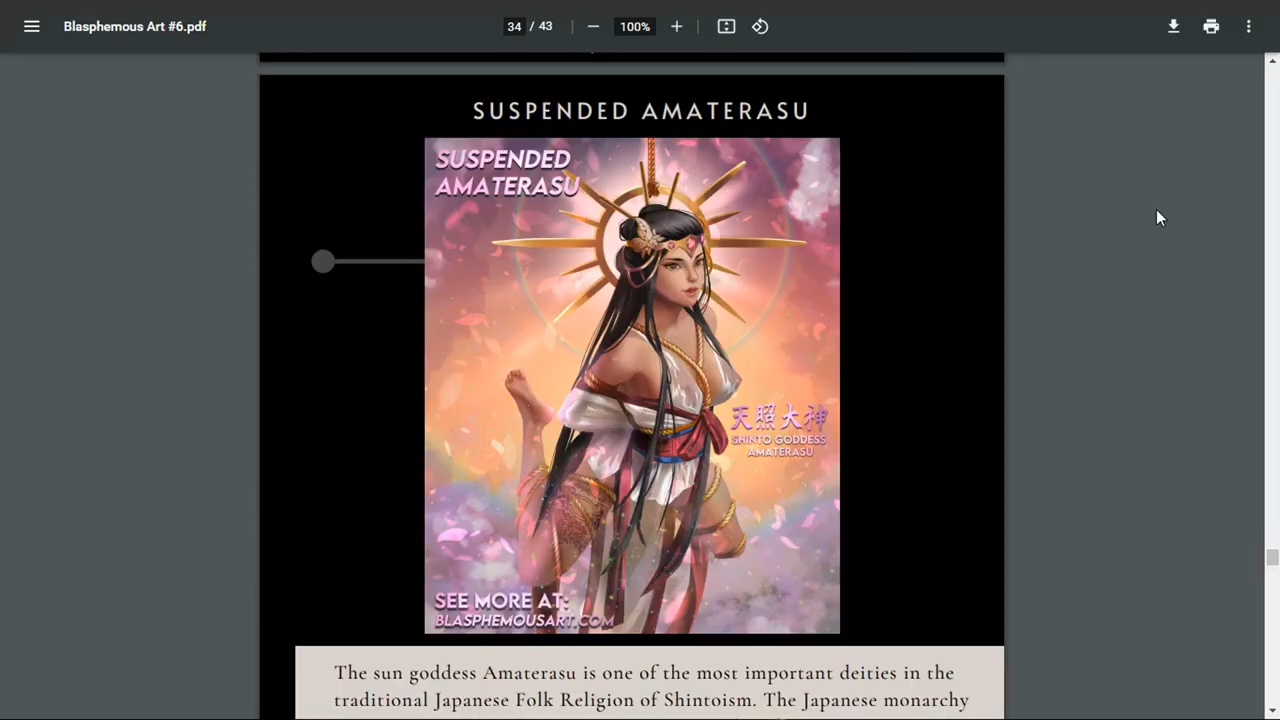 Blasphemous Art #6.pdf
34 / 43
100%
SUSPENDED AMATERASU
SUSPENDED
AMATERASU
天照大神
SHINTO GODDESS
AMATERASU
SEE MORE AT:
BLASPHEMOUSART.COM
The sun goddess Amaterasu is one of the most important deities in the
traditional Japanese Folk Religion of Shintoism. The Japanese monarchy